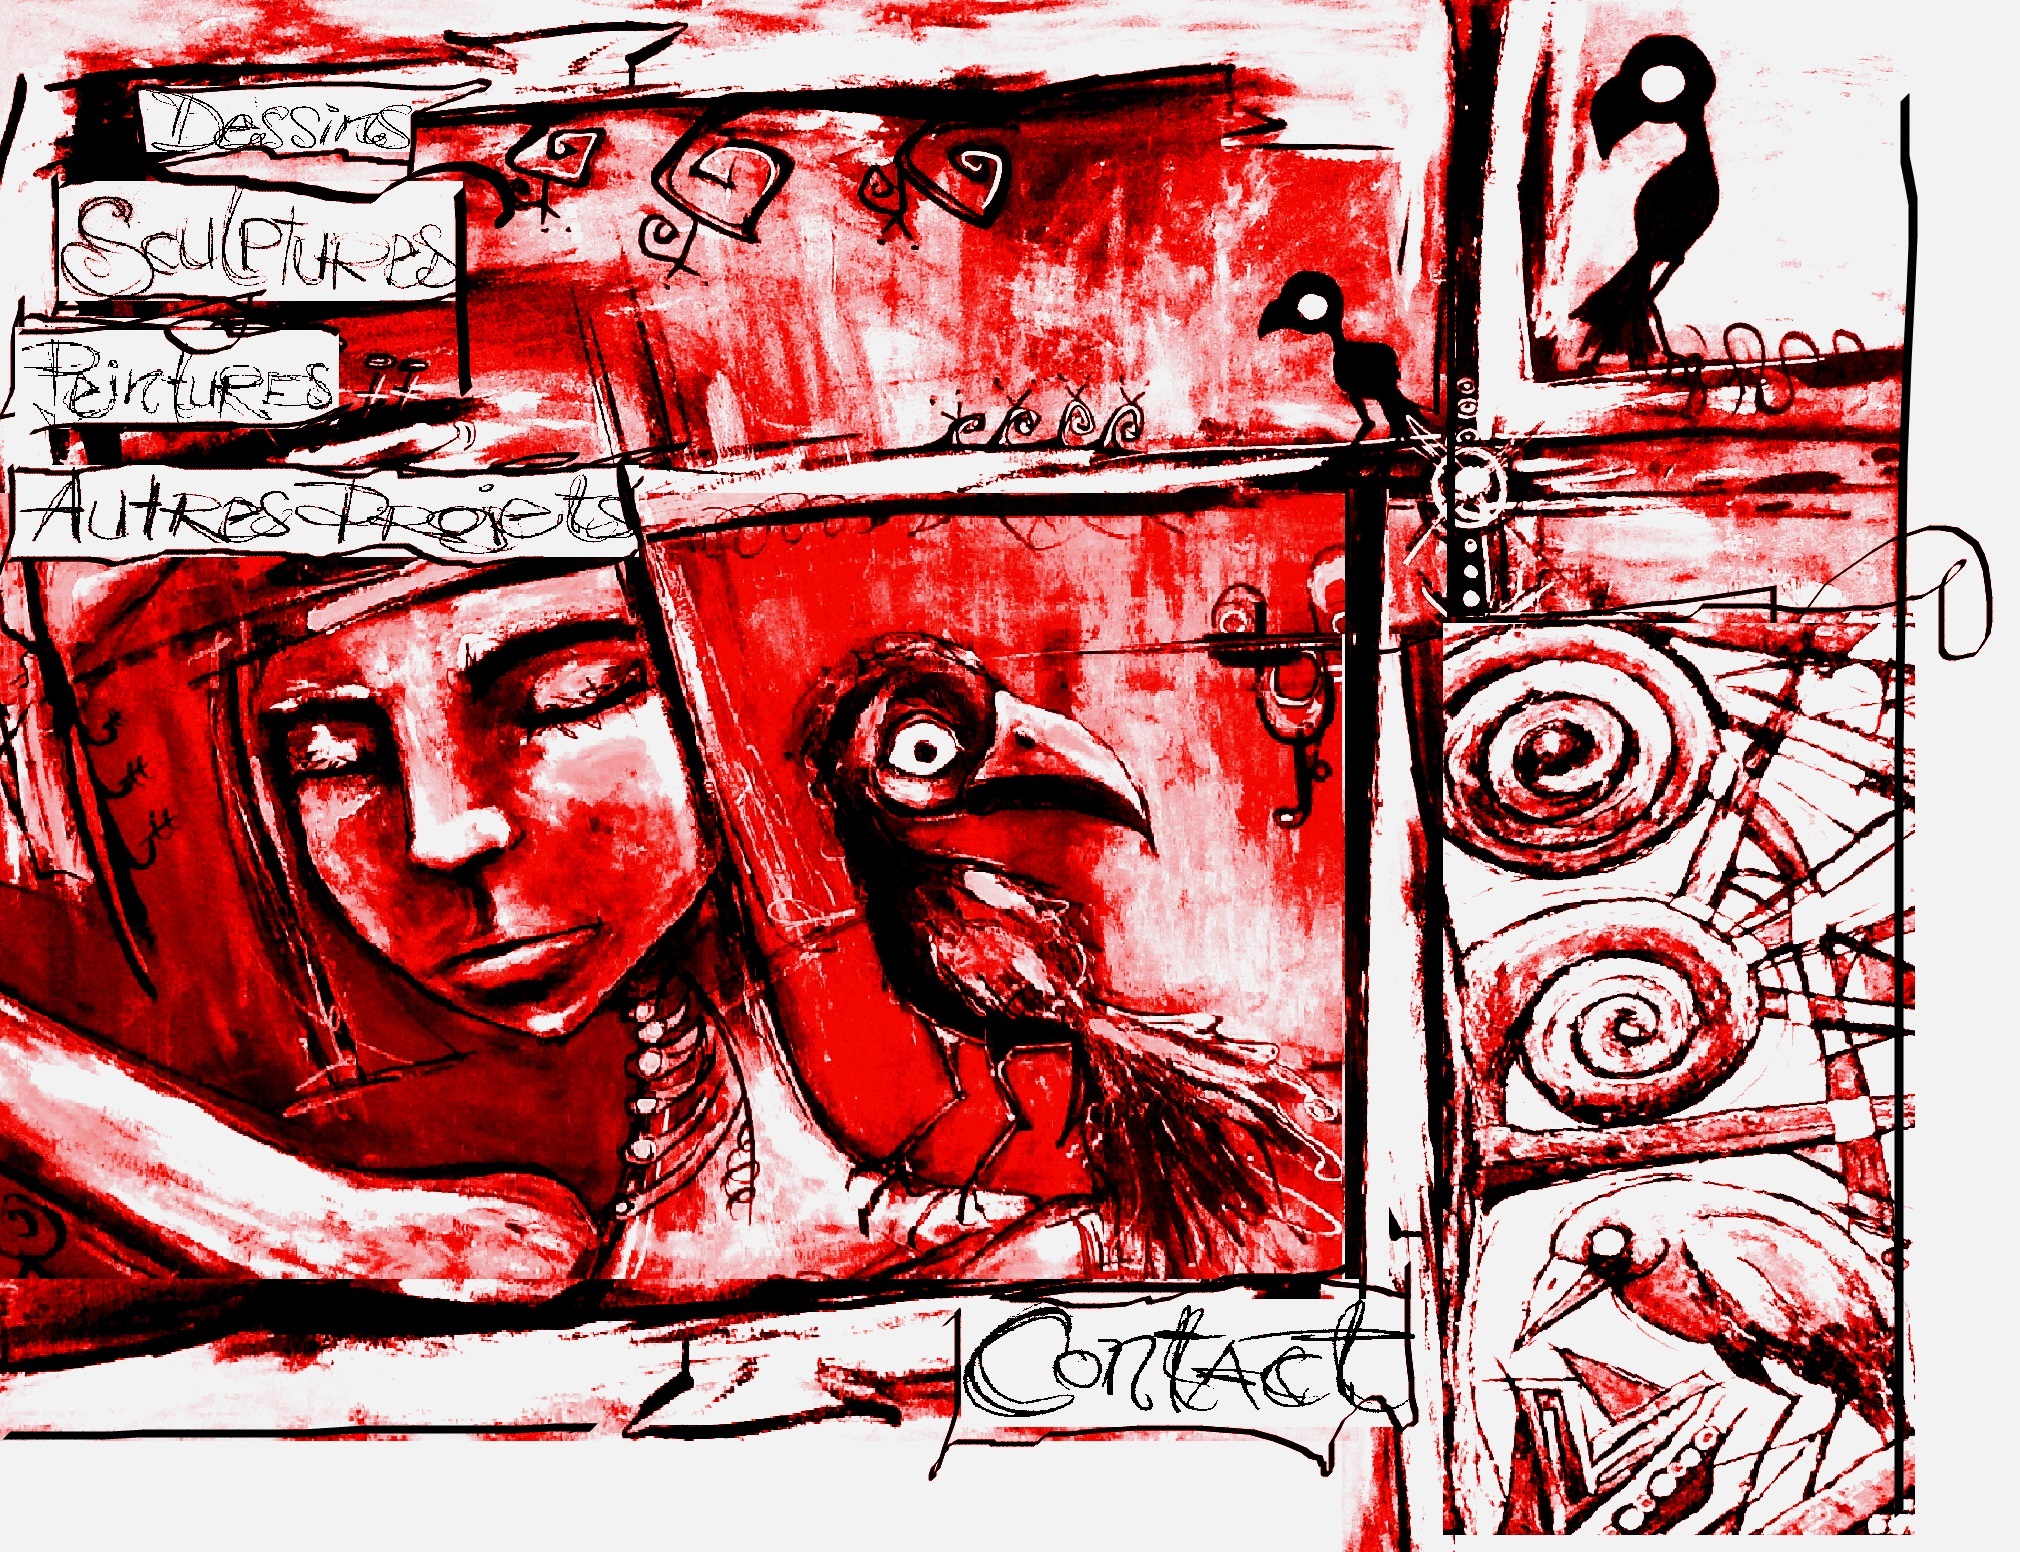 Dessins
Sculptures
Peintures
Autres Projets
Contact